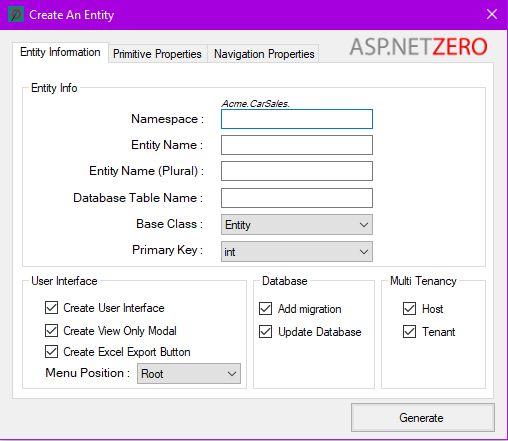 Create An Entity
Entity Information Primitive Properties Navigation Properties ASP.NETZERO
Entity Info
Acme.CarSales.
Namespace :
Entity Name :
Entity Name (Plural) :
Database Table Name :
Base Class : Entity
Primary Key : int
User Interface
Create User Interface
Create View Only Modal
Create Excel Export Button
Menu Position : Root
Database
Add migration
Update Database
Multi Tenancy
Host
Tenant
Generate